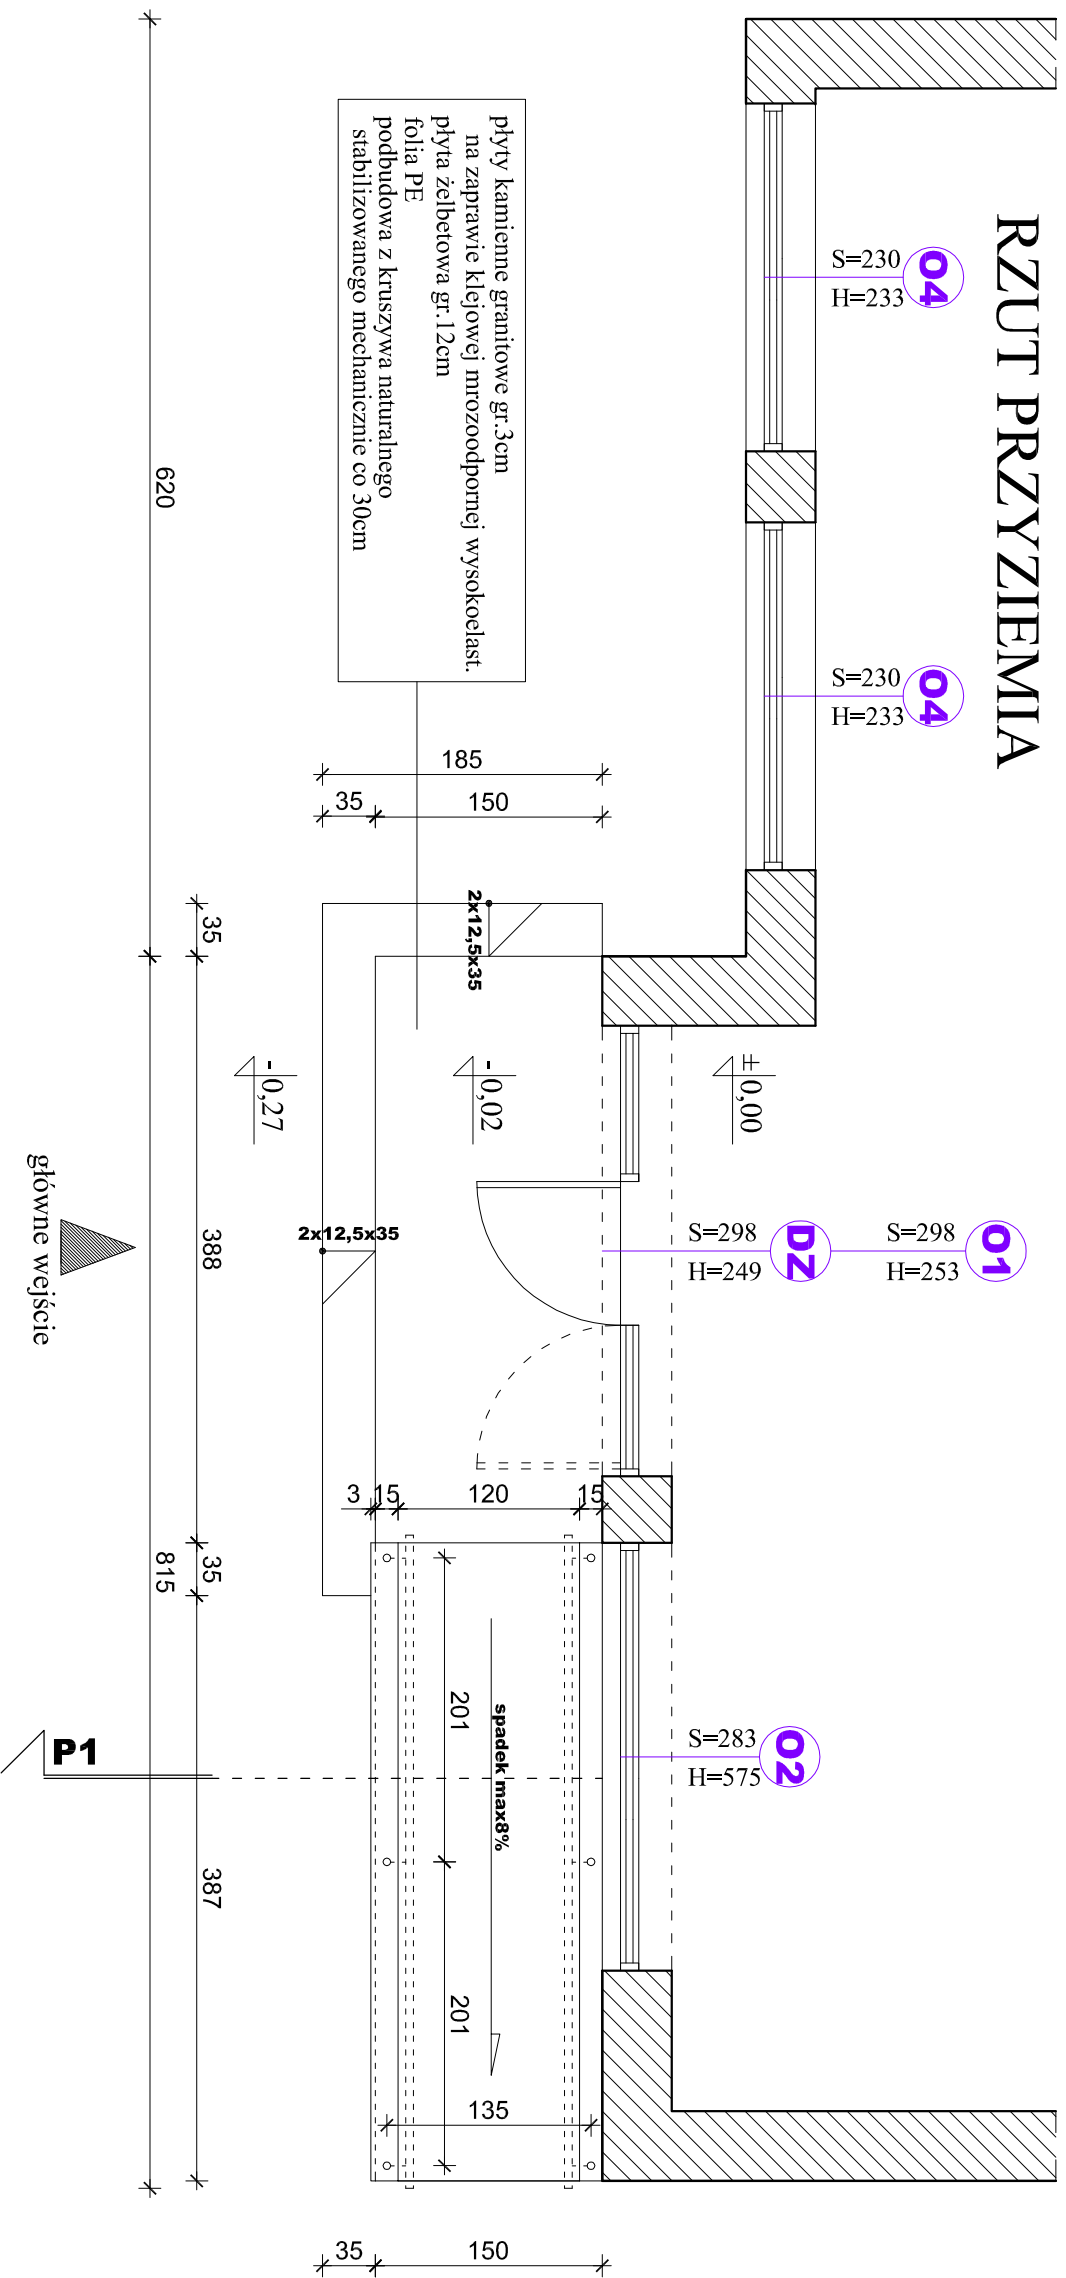 RZUT PRZYZIEMIA
O4
S=230
H=233
O4
S=230
H=233
O1
S=298
H=253
DZ
S=298
H=249
O2
S=283
H=575
płyty kamienne granitowe gr.3cm
na zaprawie klejowej mrozoodpornej wysokoelast.
płyta żelbetowa gr.12cm
folia PE
podbudowa z kruszywa naturalnego
stabilizowanego mechanicznie co 30cm
185
35
150
2x12,5x35
± 0,00
- 0,02
- 0,27
2x12,5x35
3
15
120
15
201
201
spadek max8%
135
35
388
35
387
620
815
35
150
główne wejście
P1